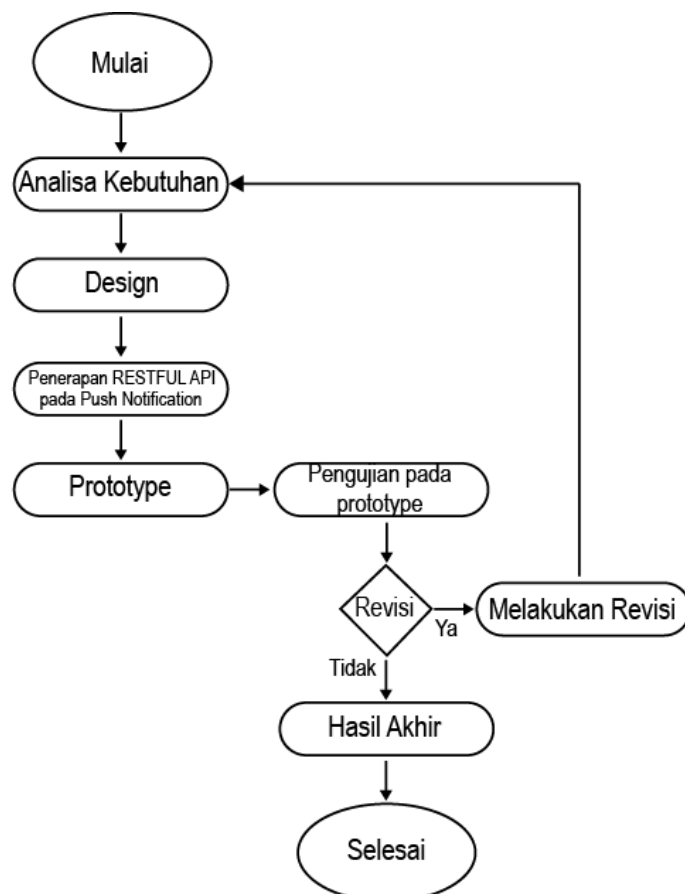 Mulai
Analisa Kebutuhan
Design
Penerapan RESTFUL API
pada Push Notification
Prototype
Pengujian pada
prototype
Revisi
Ya
Melakukan Revisi
Tidak
Hasil Akhir
Selesai